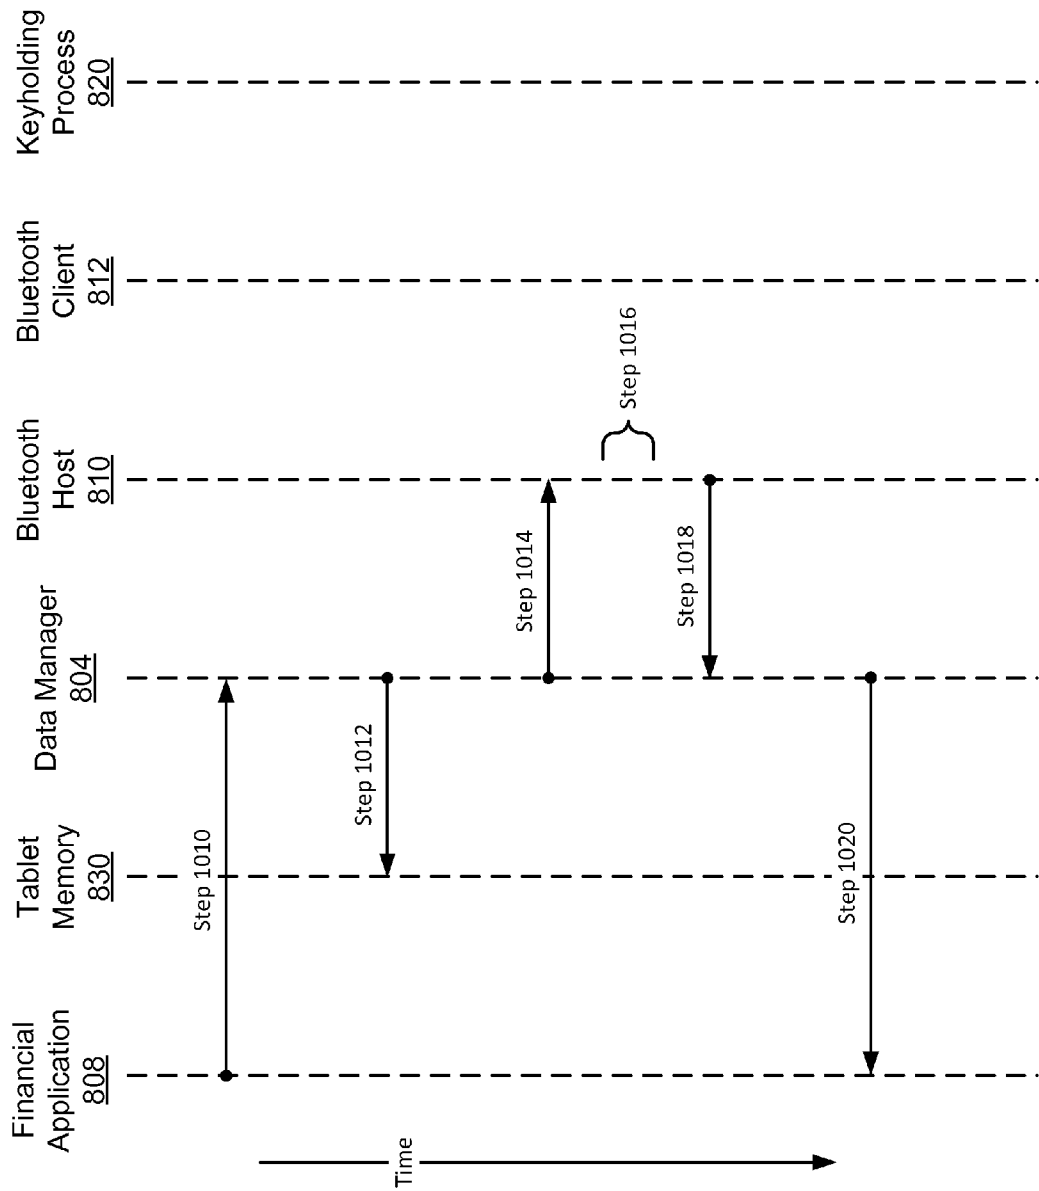 Financial
Application
808
Tablet
Memory
830
Data Manager
804
Bluetooth
Host
810
Bluetooth
Client
812
Keyholding
Process
820
Time
Step 1010
Step 1012
Step 1014
Step 1016
Step 1018
Step 1020